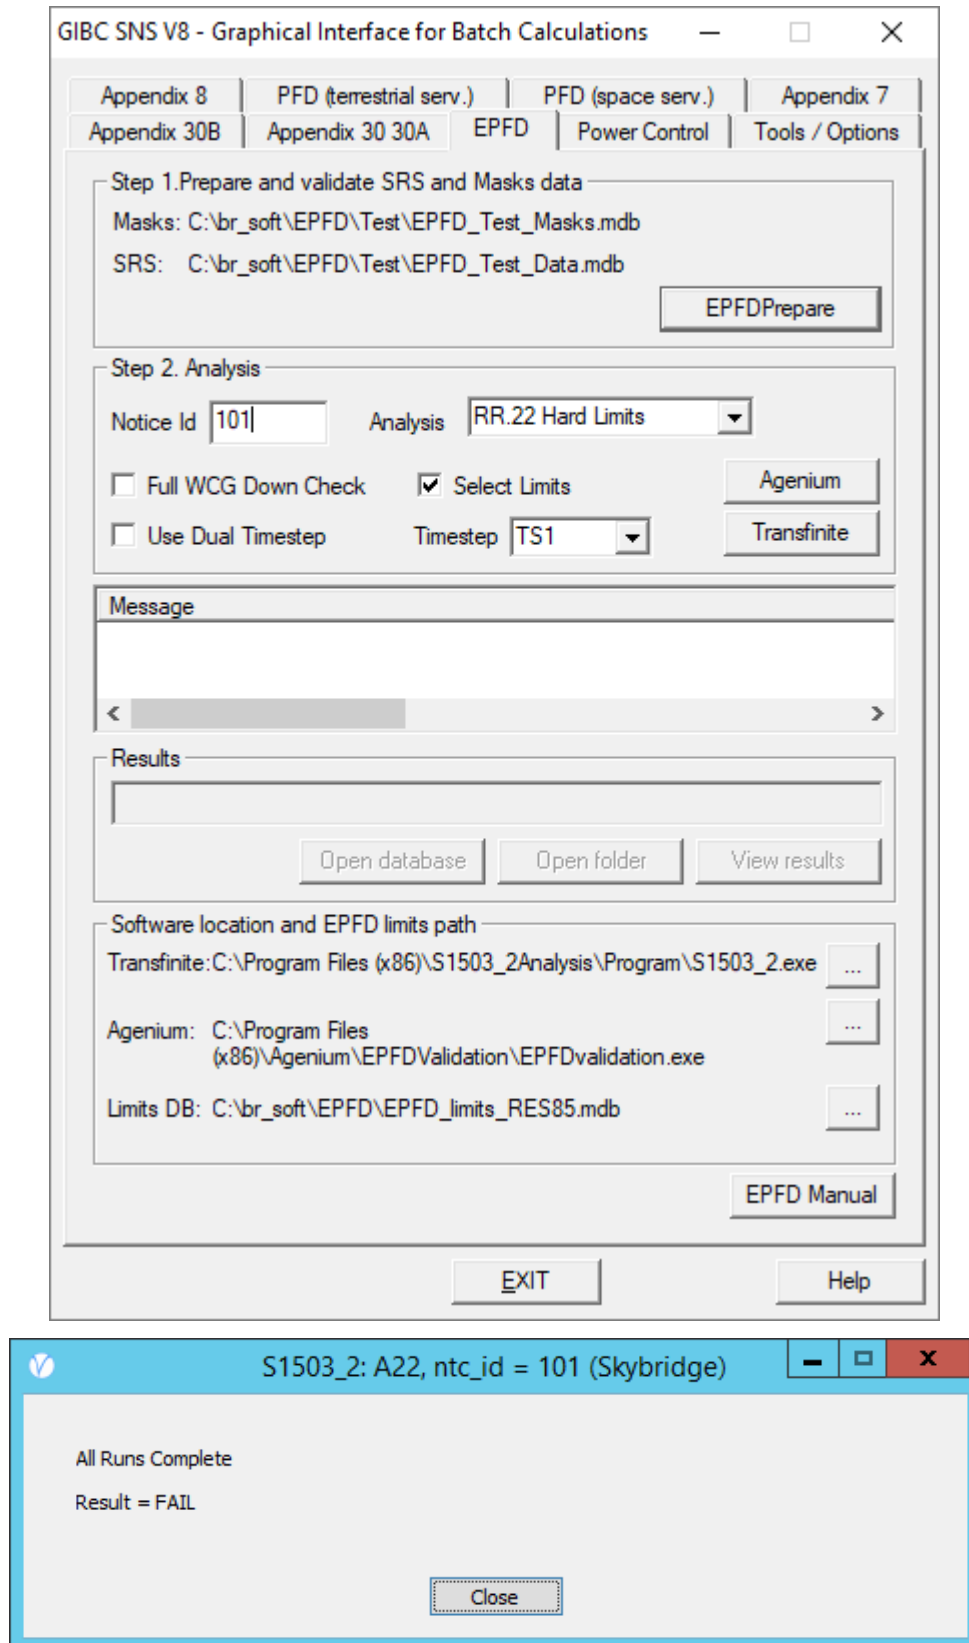 GIBC SNS V8 - Graphical Interface for Batch Calculations
Appendix 8 PFD (terrestrial serv.) PFD (space serv.) Appendix 7
Appendix 30B Appendix 30 30A EPFD Power Control Tools / Options
Step 1.Prepare and validate SRS and Masks data
Masks: C:\br_soft\EPFD\Test\EPFD_Test_Masks.mdb
SRS: C:\br_soft\EPFD\Test\EPFD_Test_Data.mdb
EPFDPrepare
Step 2. Analysis
Notice Id 101 Analysis RR.22 Hard Limits
Full WCG Down Check Select Limits Agenium
Use Dual Timestep Timestep TS1 Transfinite
Message
Results
Open database Open folder View results
Software location and EPFD limits path
Transfinite: C:\Program Files (x86)\S1503_2Analysis\Program\S1503_2.exe ...
Agenium: C:\Program Files ...
(x86)\Agenium\EPFDValidation\EPFDvalidation.exe
Limits DB: C:\br_soft\EPFD\EPFD_limits_RES85.mdb ...
EPFD Manual
EXIT Help
S1503_2: A22, ntc_id = 101 (Skybridge)
All Runs Complete
Result = FAIL
Close